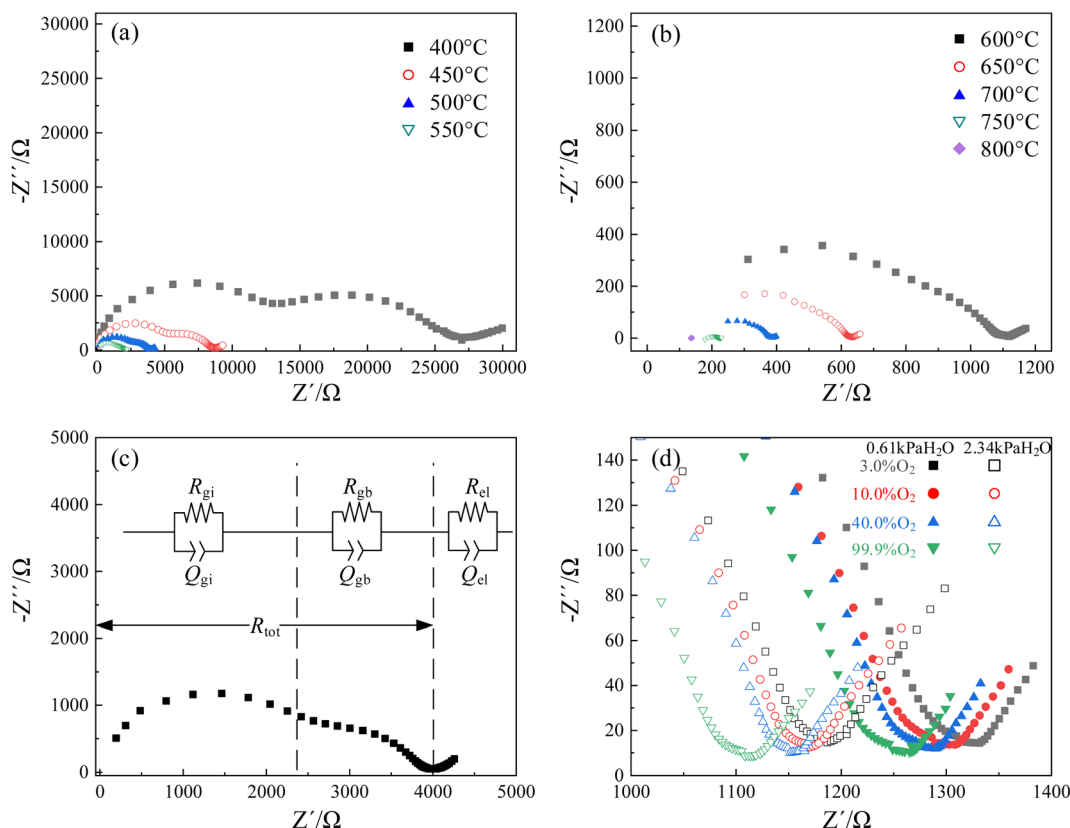 (a)
400°C
450°C
500°C
550°C
30000
25000
20000
15000
10000
5000
0
0 5000 10000 15000 20000 25000 30000
-Z´´/Ω
Z´/Ω
(b)
600°C
650°C
700°C
750°C
800°C
1200
1000
800
600
400
200
0
0 200 400 600 800 1000 1200
-Z´´/Ω
Z´/Ω
(c)
Rgi Rgb Rel
Qgi Qgb Qel
Rtot
5000
4000
3000
2000
1000
0
0 1000 2000 3000 4000 5000
-Z´´/Ω
Z´/Ω
(d)
0.61kPaH2O 2.34kPaH2O
3.0%O2
10.0%O2
40.0%O2
99.9%O2
140
120
100
80
60
40
20
0
1000 1100 1200 1300 1400
-Z´´/Ω
Z´/Ω